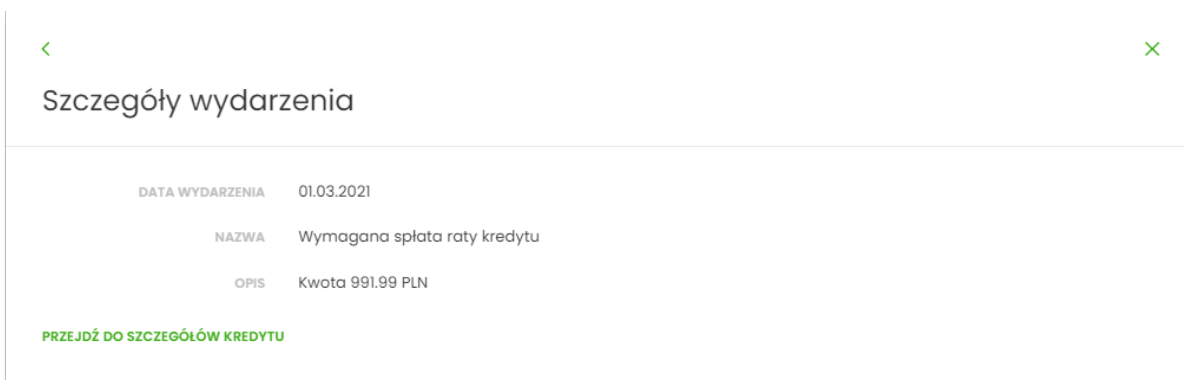 Szczegóły wydarzenia
DATA WYDARZENIA 01.03.2021
NAZWA Wymagana spłata raty kredytu
OPIS Kwota 991.99 PLN
PRZEJDŹ DO SZCZEGÓŁÓW KREDYTU